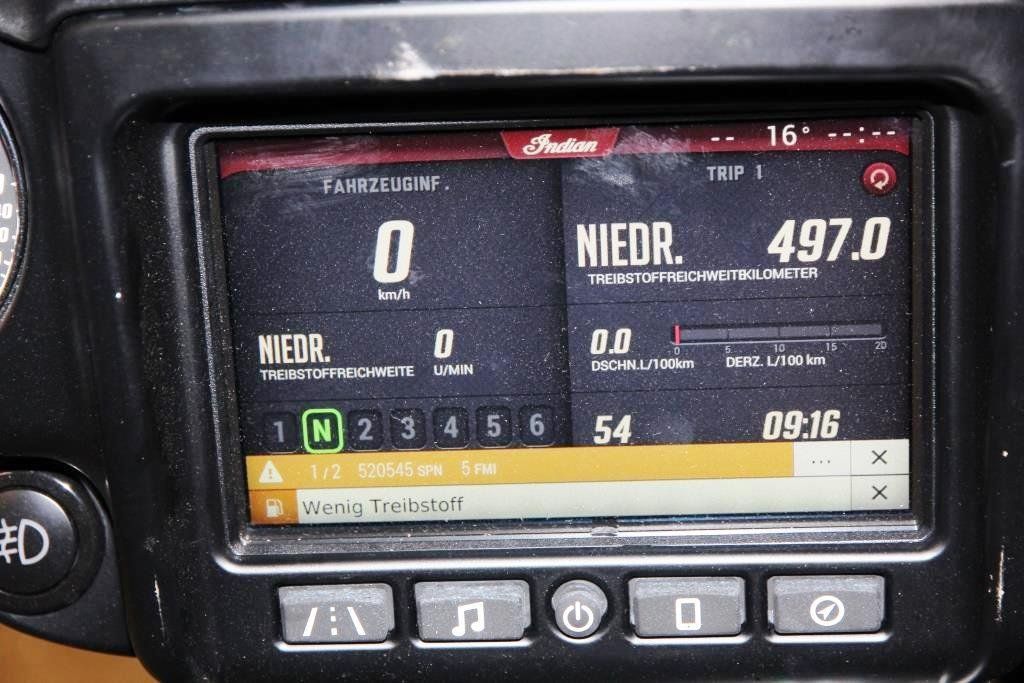 Indian
-- 16° --:--
FAHRZEUGINF.
0
km/h
NIEDR. 0
TREIBSTOFFREICHWEITE U/MIN
1 N 2 3 4 5 6
TRIP 1
NIEDR. 497.0
TREIBSTOFFREICHWEITE KILOMETER
0.0
0 5 10 15 20
DSCHN.L/100km DERZ. L/100 km
54 09:16
1/2 520545 SPN 5 FMI ... X
Wenig Treibstoff X